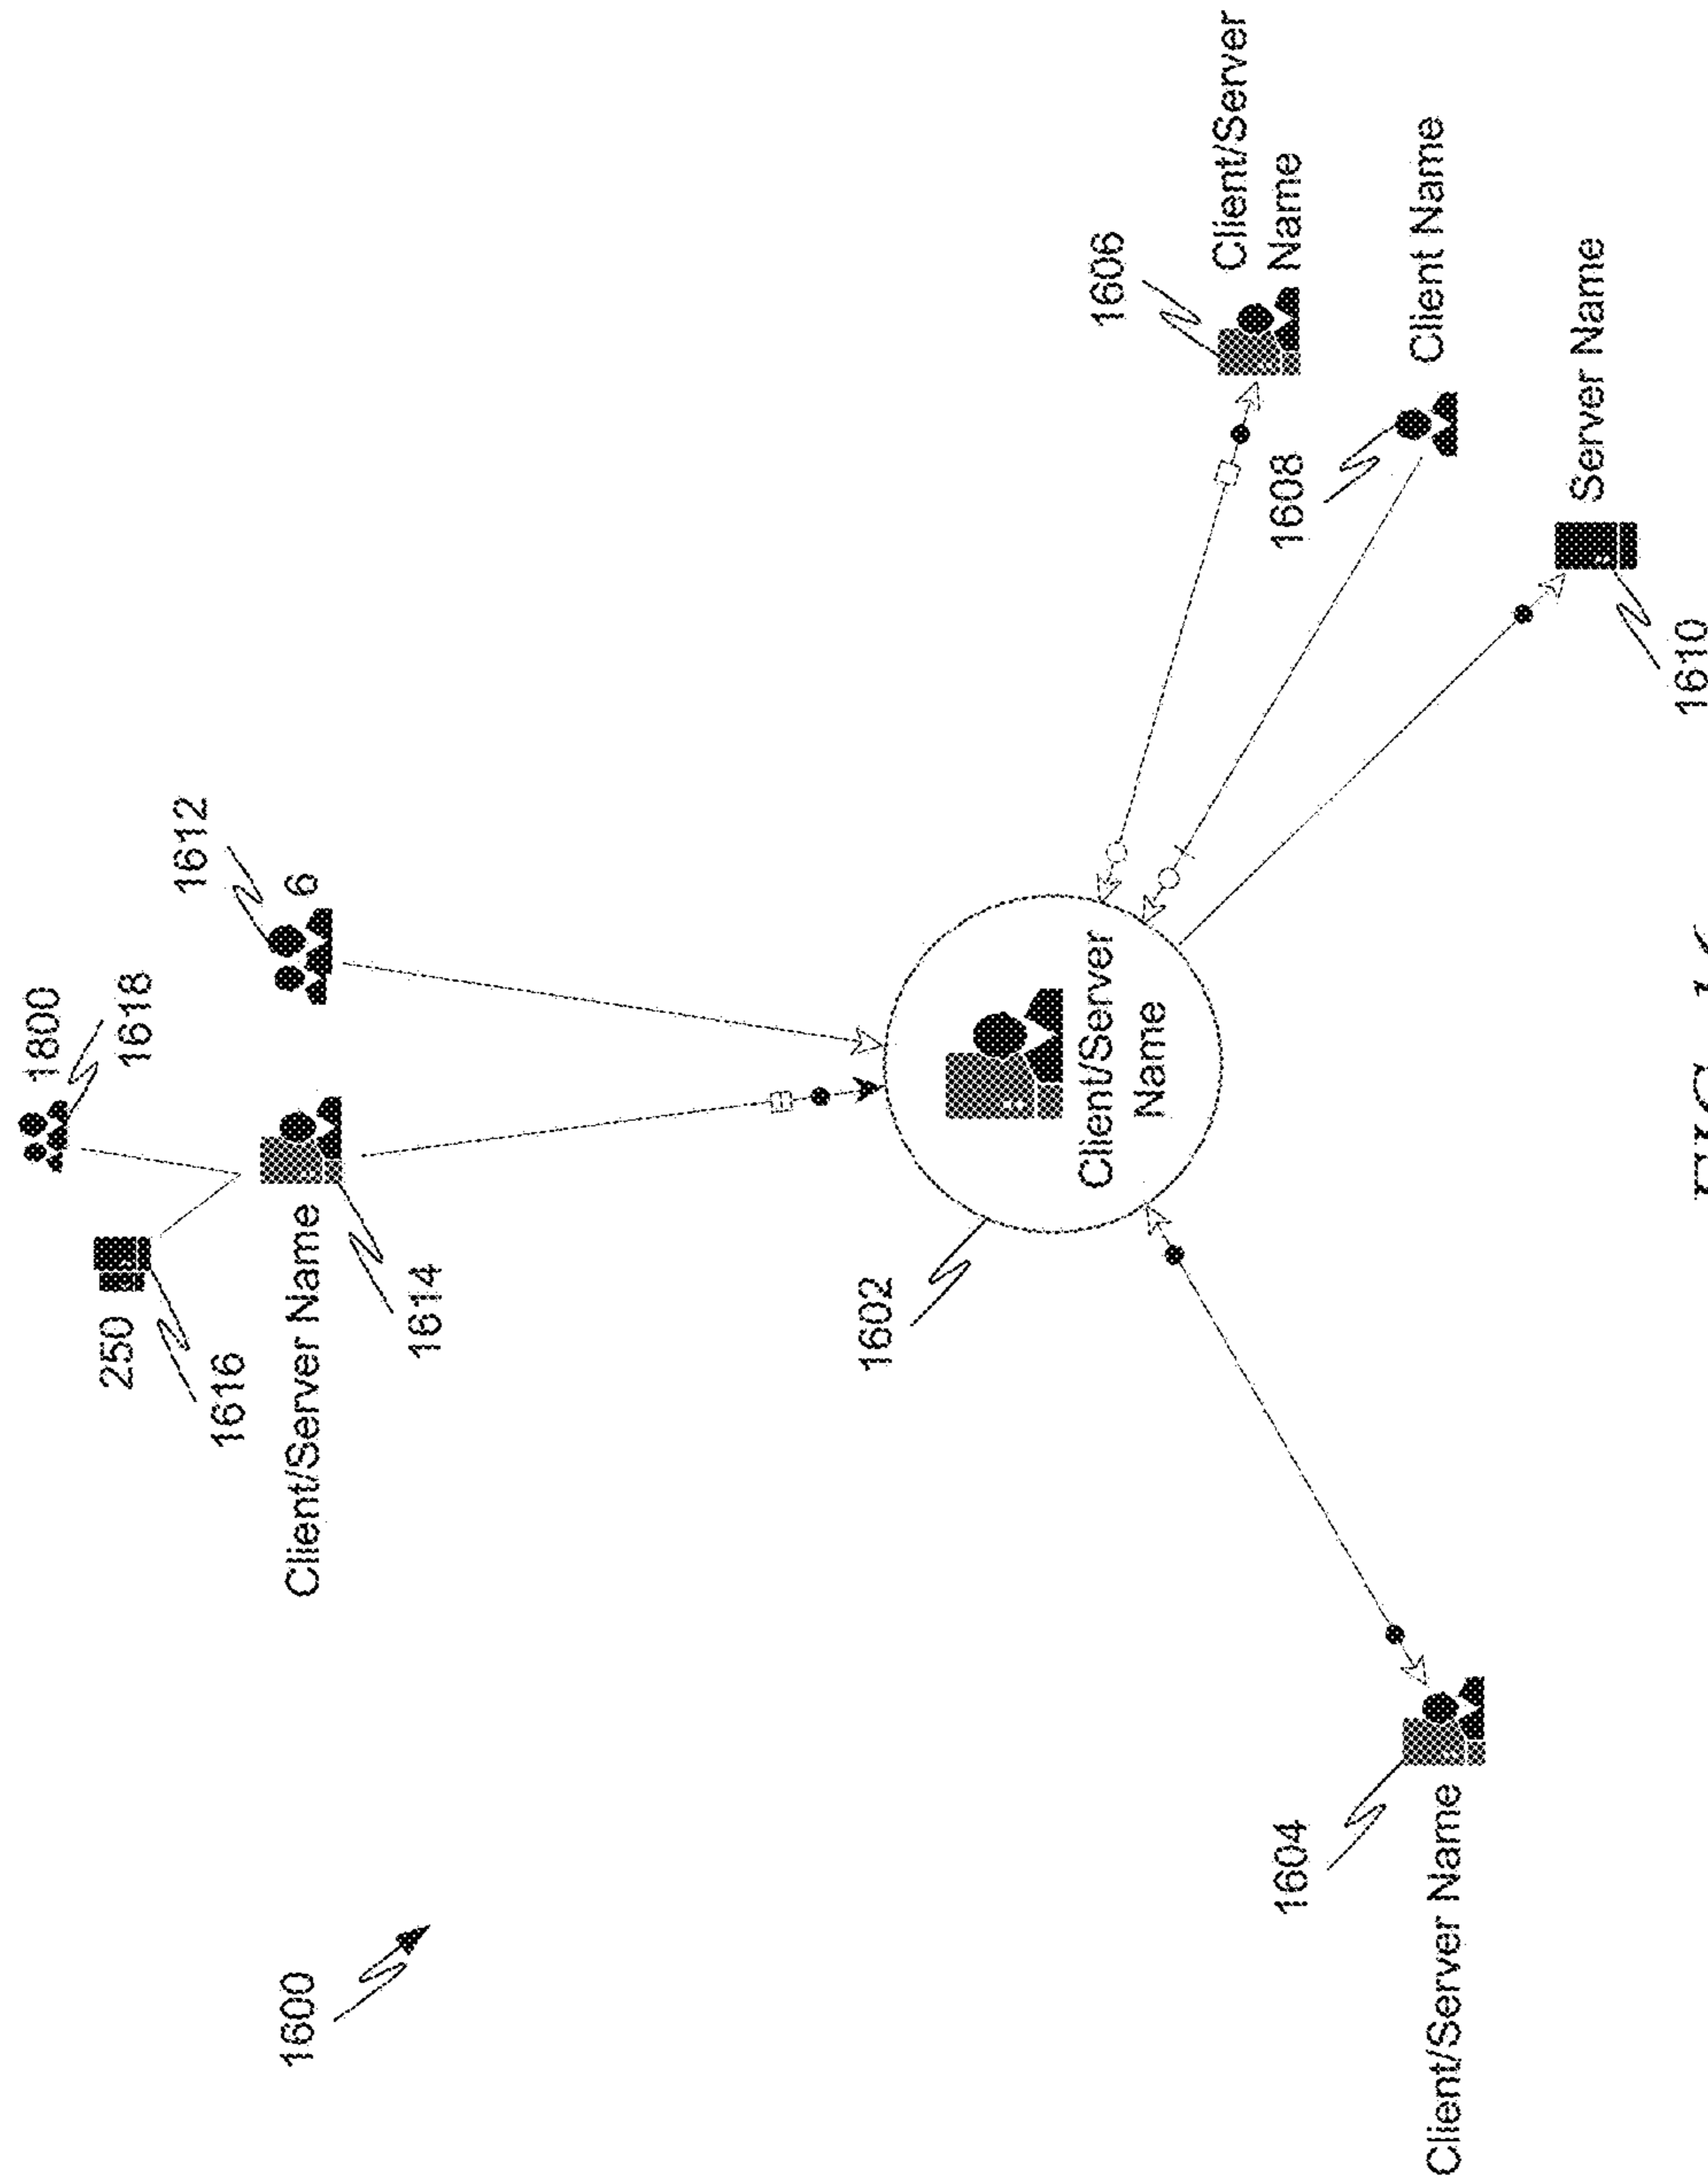 1600
250
1616
1800
1618
Client/Server Name
1614
1612
6
1602
Client/Server
Name
1604
Client/Server Name
1606
Client/Server
Name
1608
Client Name
Server Name
1610